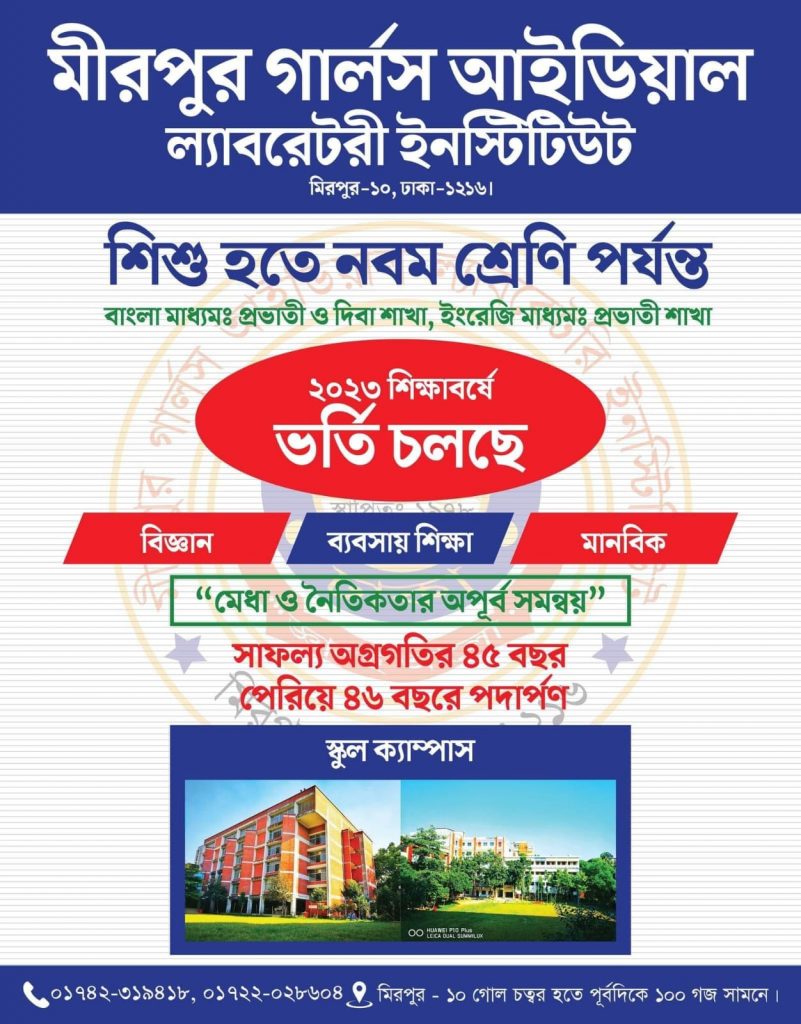 মীরপুর গার্লস আইডিয়াল
ল্যাবরেটরী ইনস্টিটিউট
মিরপুর-১০, ঢাকা-১২১৬।
শিশু হতে নবম শ্রেণি পর্যন্ত
বাংলা মাধ্যমঃ প্রভাতী ও দিবা শাখা, ইংরেজি মাধ্যমঃ প্রভাতী শাখা
২০২৩ শিক্ষাবর্ষে
ভর্তি চলছে
স্থাপিতঃ ১৯৭৮
বিজ্ঞান ব্যবসায় শিক্ষা মানবিক
“মেধা ও নৈতিকতার অপূর্ব সমন্বয়”
সাফল্য অগ্রগতির ৪৫ বছর
পেরিয়ে ৪৬ বছরে পদার্পণ
স্কুল ক্যাম্পাস
HUAWEI P10 Plus
LEICA DUAL SUMMILUX
০১৭৪২-৩১৯৪১৮, ০১৭২২-০২৮৬০৪ মিরপুর - ১০ গোল চত্বর হতে পূর্বদিকে ১০০ গজ সামনে।